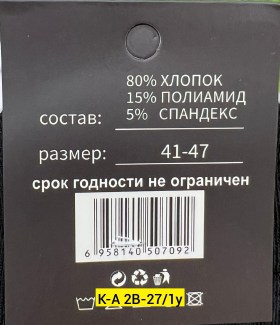 80% ХЛОПОК
15% ПОЛИАМИД
состав: 5% СПАНДЕКС
размер: 41-47
срок годности не ограничен
6 958140 507092
К-А 2В-27/1у